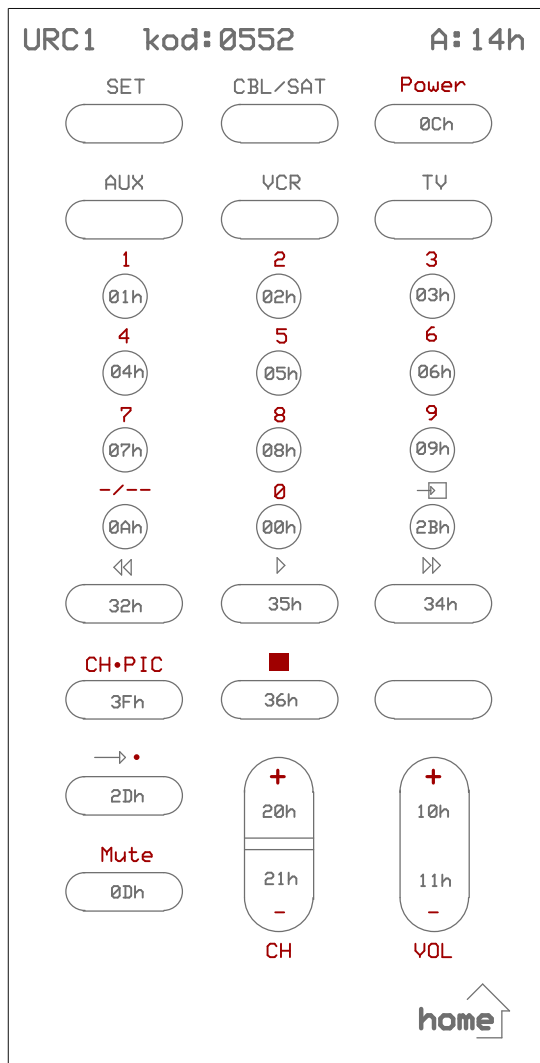 URC1 kod:0552 A:14h
SET CBL/SAT Power
0Ch
AUX VCR TV
1 2 3
01h 02h 03h
4 5 6
04h 05h 06h
7 8 9
07h 08h 09h
-/-- 0
0Ah 00h 2Bh
32h 35h 34h
CH•PIC
3Fh 36h
+ +
2Dh 20h 10h
Mute
0Dh 21h 11h
- -
CH VOL
home